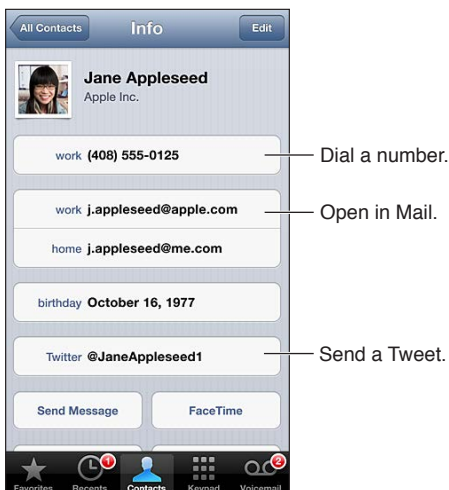 All Contacts Info Edit
Jane Appleseed
Apple Inc.
work (408) 555-0125
Dial a number.
work j.appleseed@apple.com
Open in Mail.
home j.appleseed@me.com
birthday October 16, 1977
Twitter @JaneAppleseed1
Send a Tweet.
Send Message FaceTime
1 2
Favorites Recents Contacts Keypad Voicemail